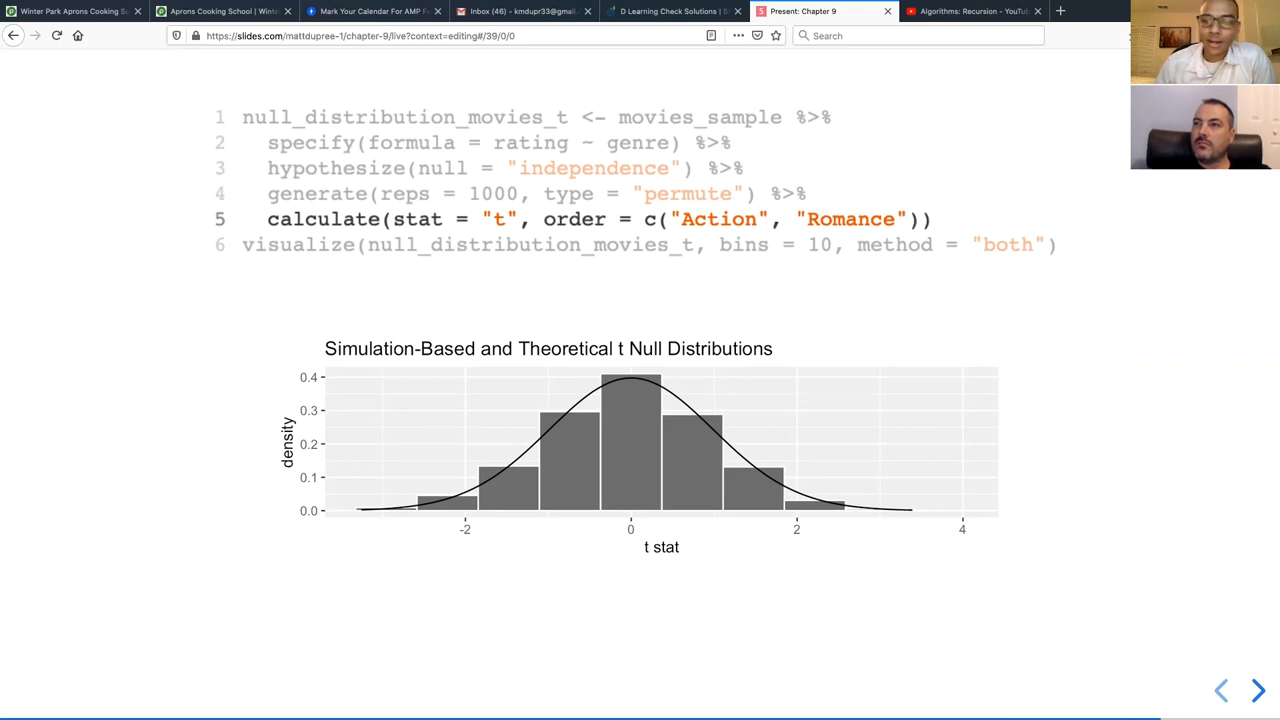 Winter Park Aprons Cooking S
Aprons Cooking School | Winte
Mark Your Calendar For AMP F
Inbox (46) - kmdupr33@gmail.
D Learning Check Solutions | S
Present: Chapter 9
Algorithms: Recursion - YouTu
https://slides.com/mattdupree-1/chapter-9/live?context=editing#/39/0/0
Search
1 null_distribution_movies_t <- movies_sample %>%
2 specify(formula = rating ~ genre) %>%
3 hypothesize(null = "independence") %>%
4 generate(reps = 1000, type = "permute") %>%
5 calculate(stat = "t", order = c("Action", "Romance"))
6 visualize(null_distribution_movies_t, bins = 10, method = "both")
Simulation-Based and Theoretical t Null Distributions
0.4
0.3
0.2
0.1
0.0
density
-2 0 2 4
t stat